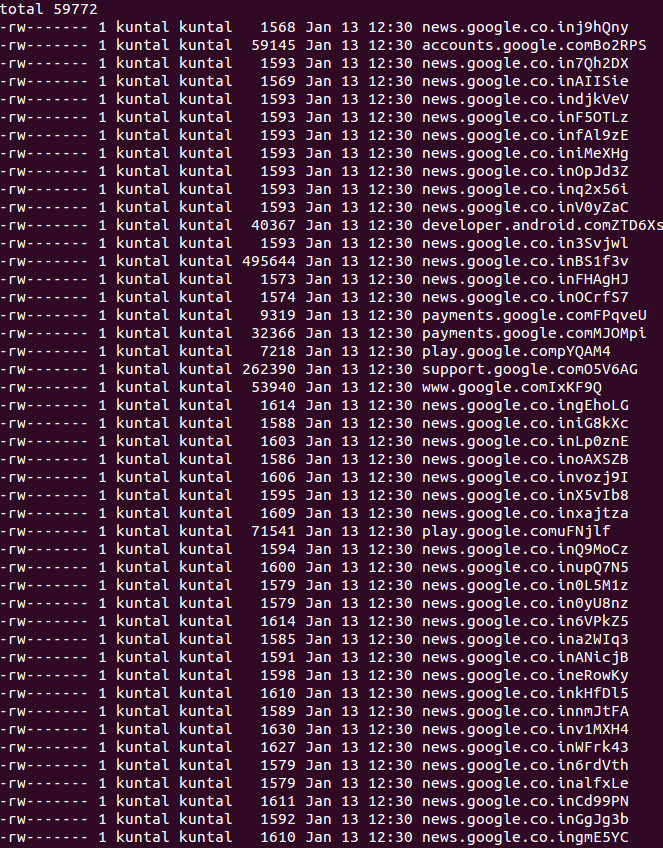 total 59772
-rw------- 1 kuntal kuntal   1568 Jan 13 12:30 news.google.co.inj9hQny
-rw------- 1 kuntal kuntal  59145 Jan 13 12:30 accounts.google.comBo2RPS
-rw------- 1 kuntal kuntal   1593 Jan 13 12:30 news.google.co.in7Qh2DX
-rw------- 1 kuntal kuntal   1569 Jan 13 12:30 news.google.co.inAIISie
-rw------- 1 kuntal kuntal   1593 Jan 13 12:30 news.google.co.indjkVeV
-rw------- 1 kuntal kuntal   1593 Jan 13 12:30 news.google.co.inF5OTLz
-rw------- 1 kuntal kuntal   1593 Jan 13 12:30 news.google.co.infAl9zE
-rw------- 1 kuntal kuntal   1593 Jan 13 12:30 news.google.co.iniMeXHg
-rw------- 1 kuntal kuntal   1593 Jan 13 12:30 news.google.co.inOpJd3Z
-rw------- 1 kuntal kuntal   1593 Jan 13 12:30 news.google.co.inq2x56i
-rw------- 1 kuntal kuntal   1593 Jan 13 12:30 news.google.co.inV0yZaC
-rw------- 1 kuntal kuntal  40367 Jan 13 12:30 developer.android.comZTD6Xs
-rw------- 1 kuntal kuntal   1593 Jan 13 12:30 news.google.co.in3Svjwl
-rw------- 1 kuntal kuntal 495644 Jan 13 12:30 news.google.co.inBS1f3v
-rw------- 1 kuntal kuntal   1573 Jan 13 12:30 news.google.co.inFHAgHJ
-rw------- 1 kuntal kuntal   1574 Jan 13 12:30 news.google.co.inOCrfS7
-rw------- 1 kuntal kuntal   9319 Jan 13 12:30 payments.google.comFPqveU
-rw------- 1 kuntal kuntal  32366 Jan 13 12:30 payments.google.comMJOMpi
-rw------- 1 kuntal kuntal   7218 Jan 13 12:30 play.google.compYQAM4
-rw------- 1 kuntal kuntal 262390 Jan 13 12:30 support.google.comO5V6AG
-rw------- 1 kuntal kuntal  53940 Jan 13 12:30 www.google.comIxKF9Q
-rw------- 1 kuntal kuntal   1614 Jan 13 12:30 news.google.co.ingEhoLG
-rw------- 1 kuntal kuntal   1588 Jan 13 12:30 news.google.co.iniG8kXc
-rw------- 1 kuntal kuntal   1603 Jan 13 12:30 news.google.co.inLp0znE
-rw------- 1 kuntal kuntal   1586 Jan 13 12:30 news.google.co.inoAXSZB
-rw------- 1 kuntal kuntal   1606 Jan 13 12:30 news.google.co.invozj9I
-rw------- 1 kuntal kuntal   1595 Jan 13 12:30 news.google.co.inX5vIb8
-rw------- 1 kuntal kuntal   1609 Jan 13 12:30 news.google.co.inxajtza
-rw------- 1 kuntal kuntal  71541 Jan 13 12:30 play.google.comuFNjlf
-rw------- 1 kuntal kuntal   1594 Jan 13 12:30 news.google.co.inQ9MoCz
-rw------- 1 kuntal kuntal   1600 Jan 13 12:30 news.google.co.inupQ7N5
-rw------- 1 kuntal kuntal   1579 Jan 13 12:30 news.google.co.in0L5M1z
-rw------- 1 kuntal kuntal   1579 Jan 13 12:30 news.google.co.in0yU8nz
-rw------- 1 kuntal kuntal   1614 Jan 13 12:30 news.google.co.in6VPkZ5
-rw------- 1 kuntal kuntal   1585 Jan 13 12:30 news.google.co.ina2WIq3
-rw------- 1 kuntal kuntal   1591 Jan 13 12:30 news.google.co.inANicjB
-rw------- 1 kuntal kuntal   1598 Jan 13 12:30 news.google.co.ineRowKy
-rw------- 1 kuntal kuntal   1610 Jan 13 12:30 news.google.co.inkHfDl5
-rw------- 1 kuntal kuntal   1589 Jan 13 12:30 news.google.co.innmJtFA
-rw------- 1 kuntal kuntal   1630 Jan 13 12:30 news.google.co.inv1MXH4
-rw------- 1 kuntal kuntal   1627 Jan 13 12:30 news.google.co.inWFrk43
-rw------- 1 kuntal kuntal   1579 Jan 13 12:30 news.google.co.in6rdVth
-rw------- 1 kuntal kuntal   1579 Jan 13 12:30 news.google.co.inalfxLe
-rw------- 1 kuntal kuntal   1611 Jan 13 12:30 news.google.co.inCd99PN
-rw------- 1 kuntal kuntal   1592 Jan 13 12:30 news.google.co.inGgJg3b
-rw------- 1 kuntal kuntal   1610 Jan 13 12:30 news.google.co.ingmE5YC